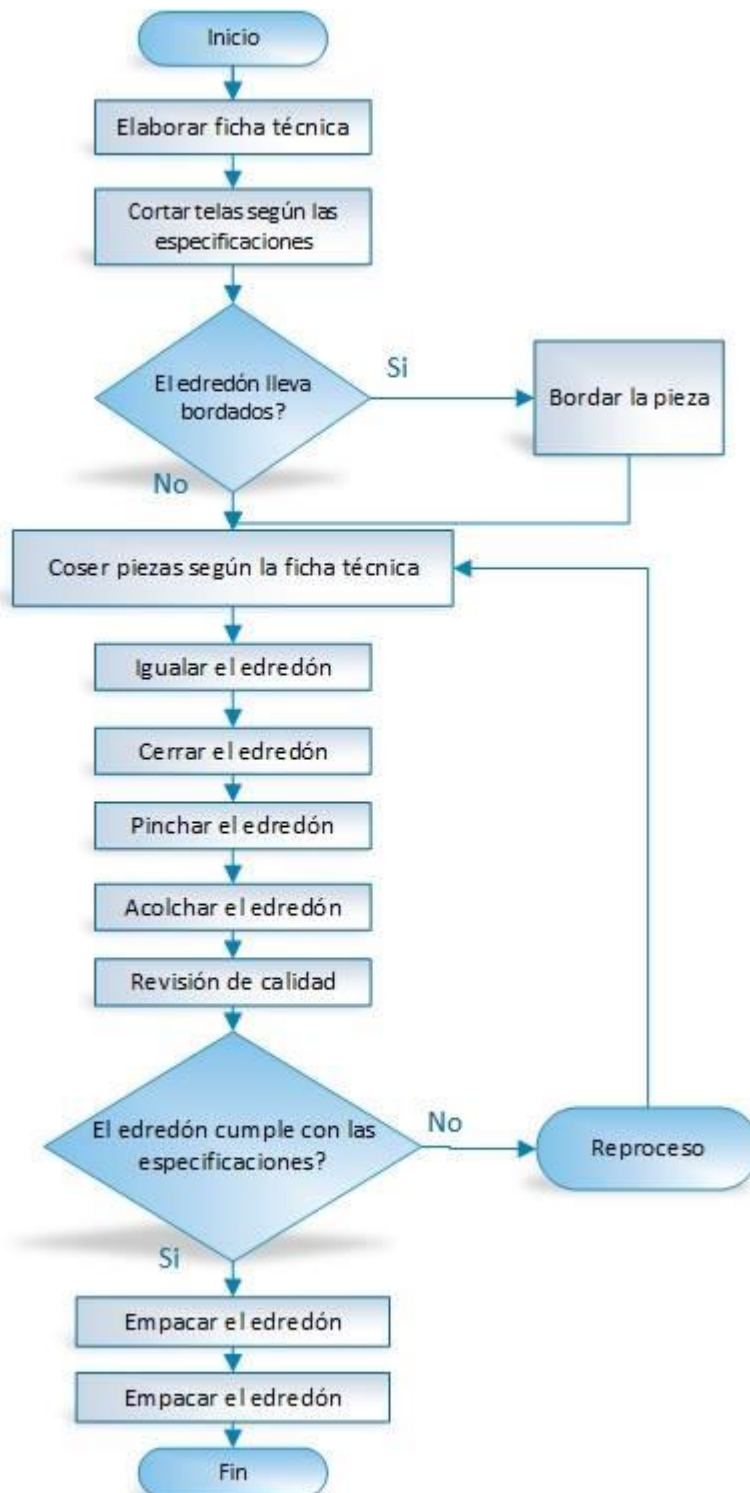 Inicio
Elaborar ficha técnica
Cortar telas según las
especificaciones
El edredón lleva
bordados?
Si
Bordar la pieza
No
Coser piezas según la ficha técnica
Igualar el edredón
Cerrar el edredón
Pinchar el edredón
Acolchar el edredón
Revisión de calidad
El edredón cumple con las
especificaciones?
No
Reproceso
Si
Empacar el edredón
Empacar el edredón
Fin